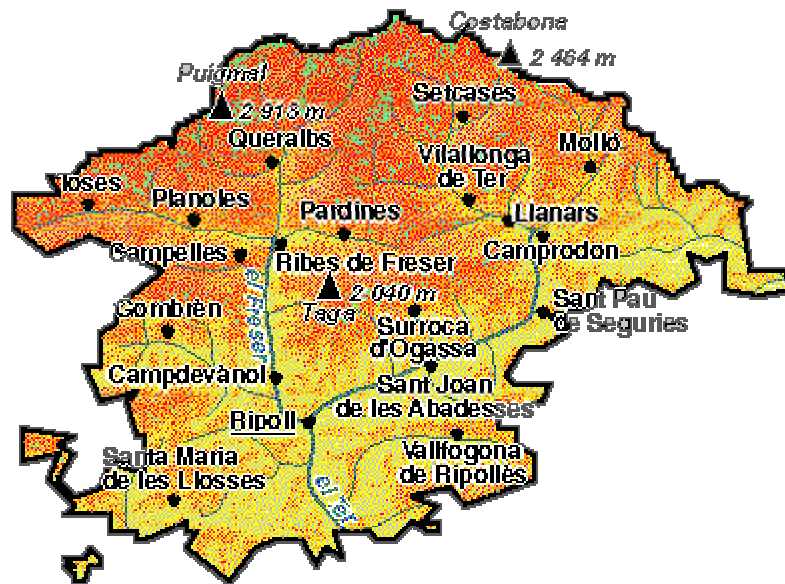 Costabona
2 464 m
Puigmal
2 913 m
Setcases
Queralbs
Molló
Vilallonga
de Ter
Toses
Planoles
Pardines
Llanars
Campelles
Ribes de Freser
Camprodon
el Freser
2 040 m
Taga
Sant Pau
de Seguries
Gombrèn
Surroca
d'Ogassa
Campdevànol
Sant Joan
de les Abadesses
Ripoll
Santa Maria
de les Llosses
Vallfogona
de Ripollès
el Ter